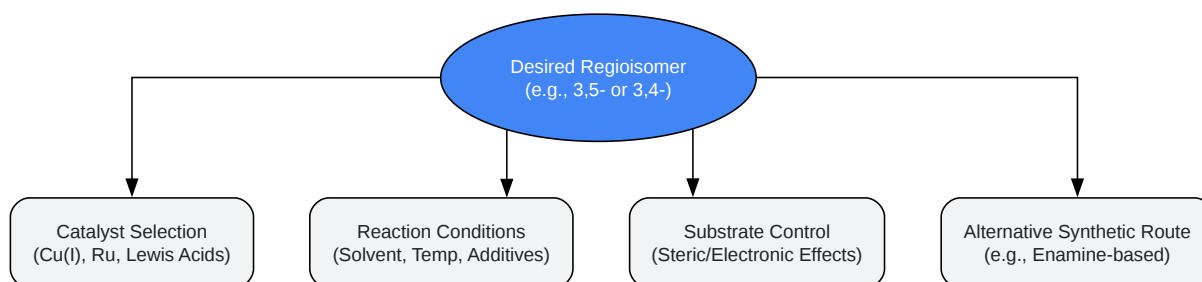 Desired Regioisomer
(e.g., 3,5- or 3,4-)
Catalyst Selection
(Cu(I), Ru, Lewis Acids)
Reaction Conditions
(Solvent, Temp, Additives)
Substrate Control
(Steric/Electronic Effects)
Alternative Synthetic Route
(e.g., Enamine-based)